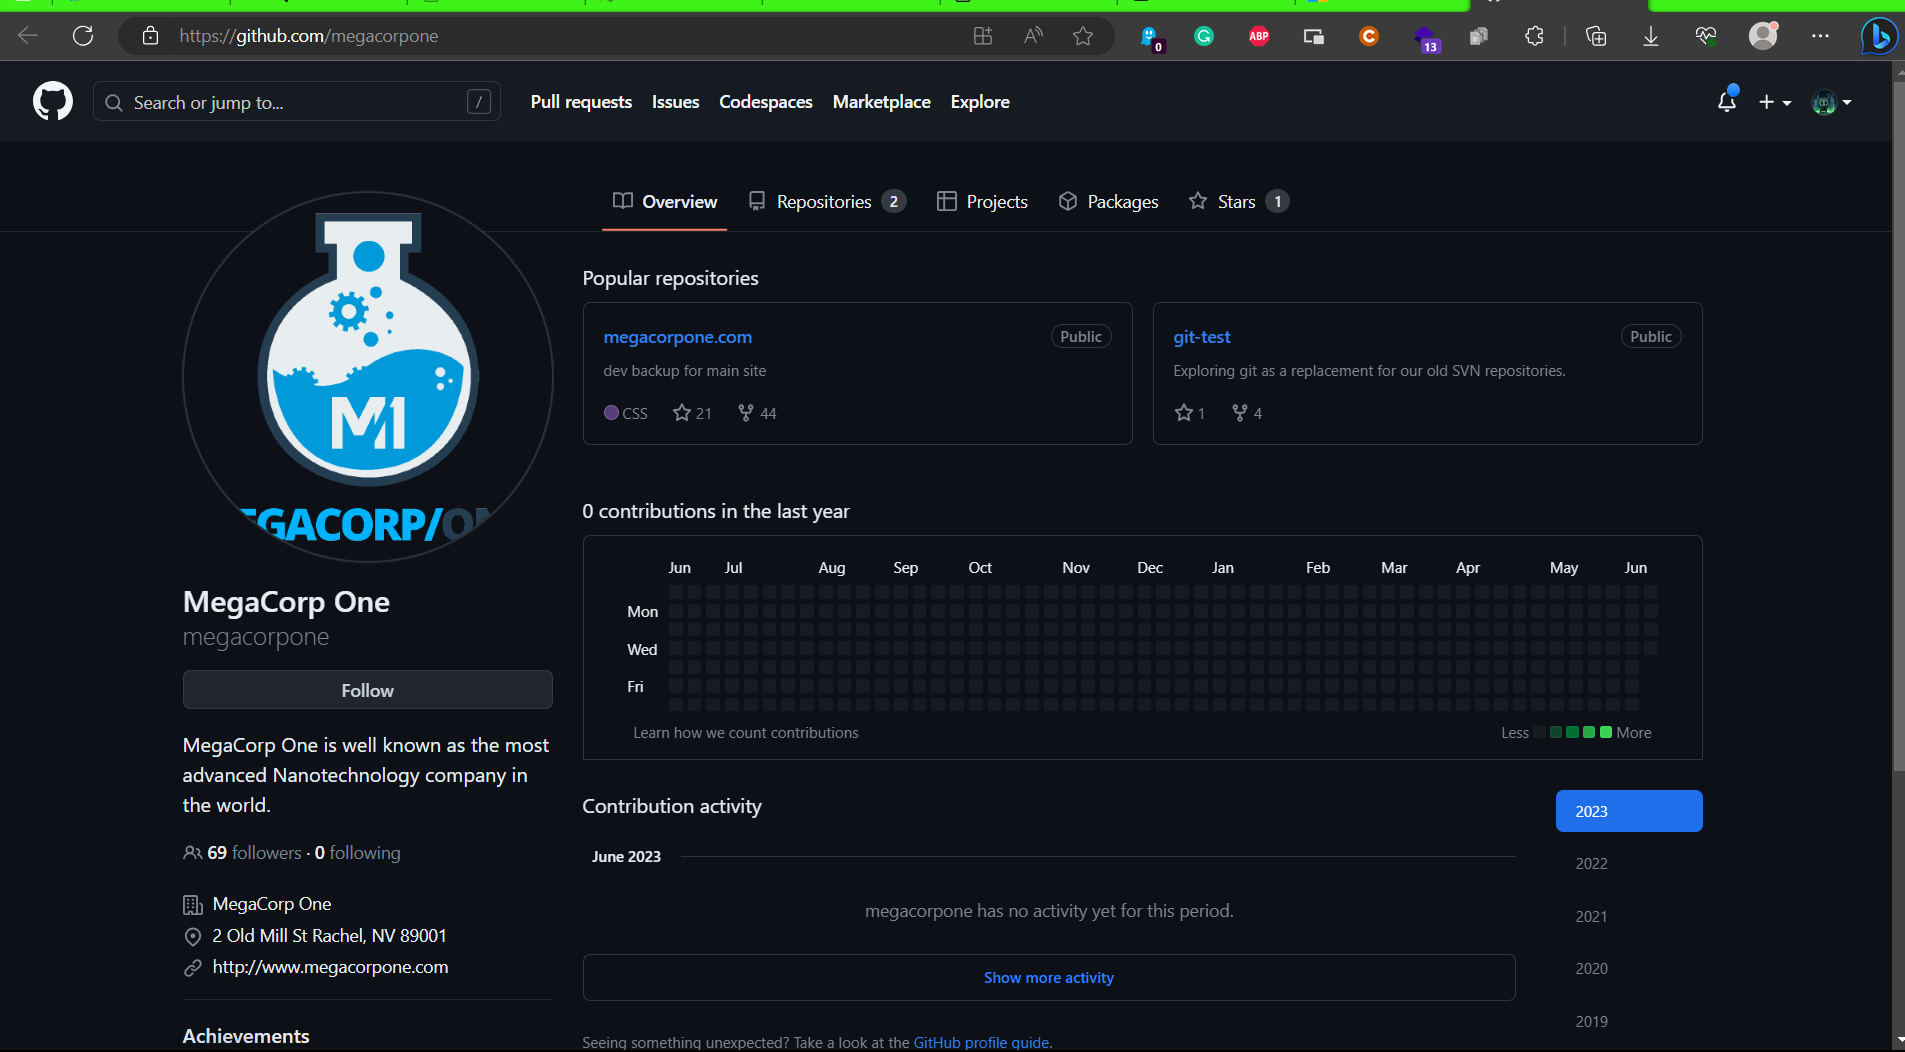 https://github.com/megacorpone
0
ABP
13
Search or jump to...
/
Pull requests Issues Codespaces Marketplace Explore
Overview Repositories 2 Projects Packages Stars 1
M1
EGACORP/ON
MegaCorp One
megacorpone
Follow
MegaCorp One is well known as the most
advanced Nanotechnology company in
the world.
69 followers · 0 following
MegaCorp One
2 Old Mill St Rachel, NV 89001
http://www.megacorpone.com
Achievements
Popular repositories
megacorpone.com Public
dev backup for main site
CSS 21 44
git-test Public
Exploring git as a replacement for our old SVN repositories.
1 4
0 contributions in the last year
Jun Jul Aug Sep Oct Nov Dec Jan Feb Mar Apr May Jun
Mon
Wed
Fri
Learn how we count contributions Less More
Contribution activity
June 2023
megacorpone has no activity yet for this period.
Show more activity
Seeing something unexpected? Take a look at the GitHub profile guide.
2023
2022
2021
2020
2019